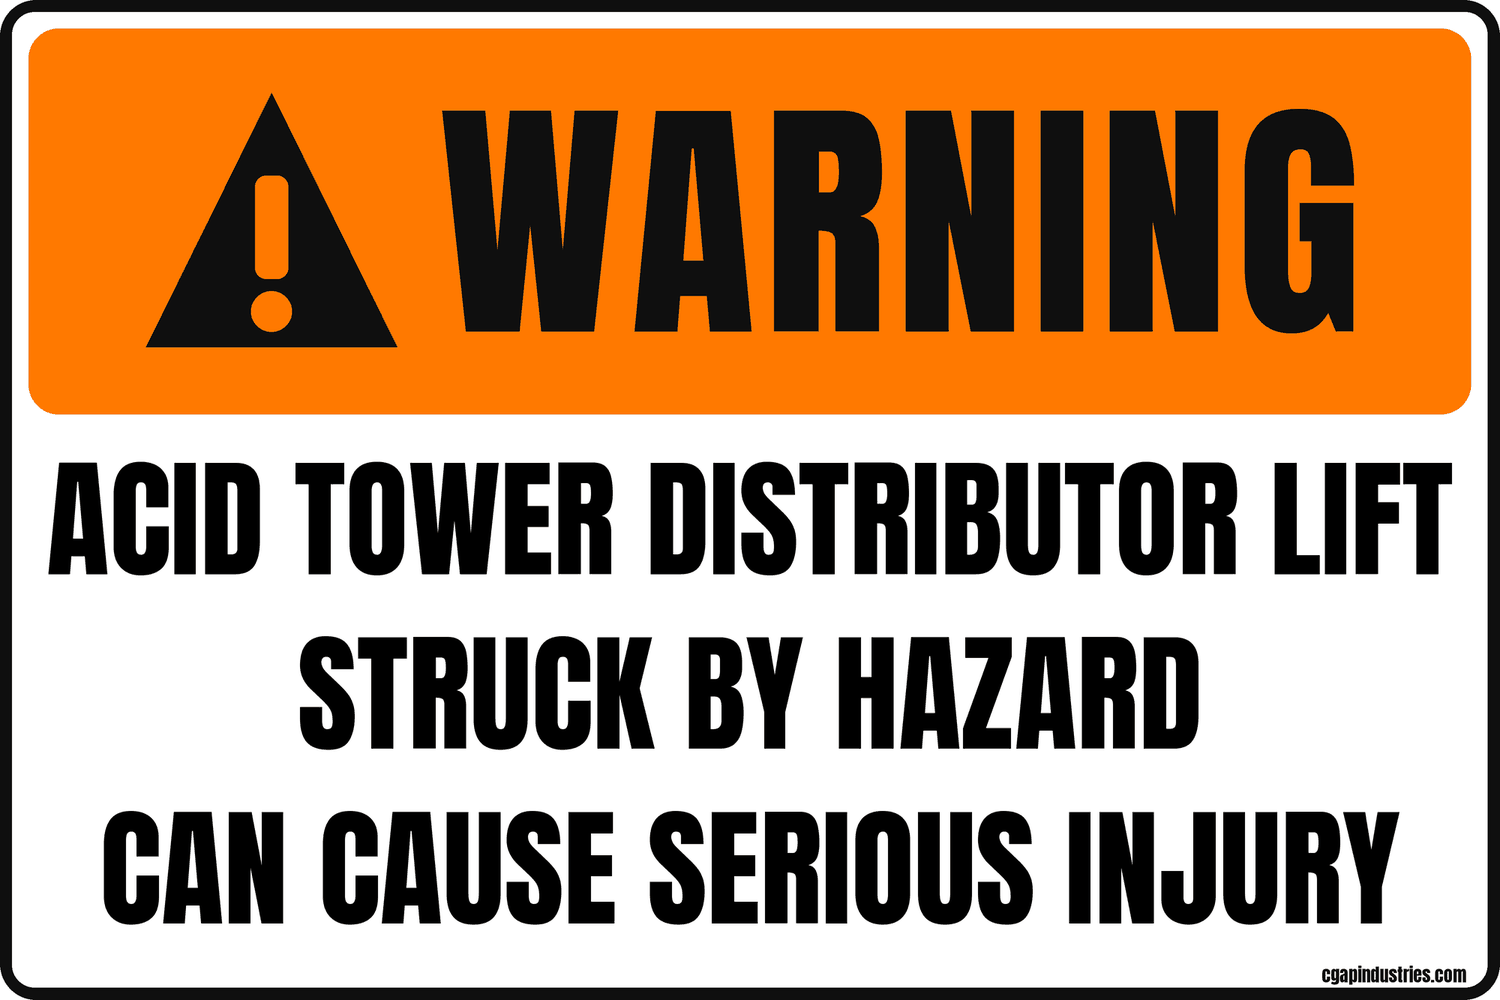 WARNING
ACID TOWER DISTRIBUTOR LIFT
STRUCK BY HAZARD
CAN CAUSE SERIOUS INJURY
cgapindustries.com